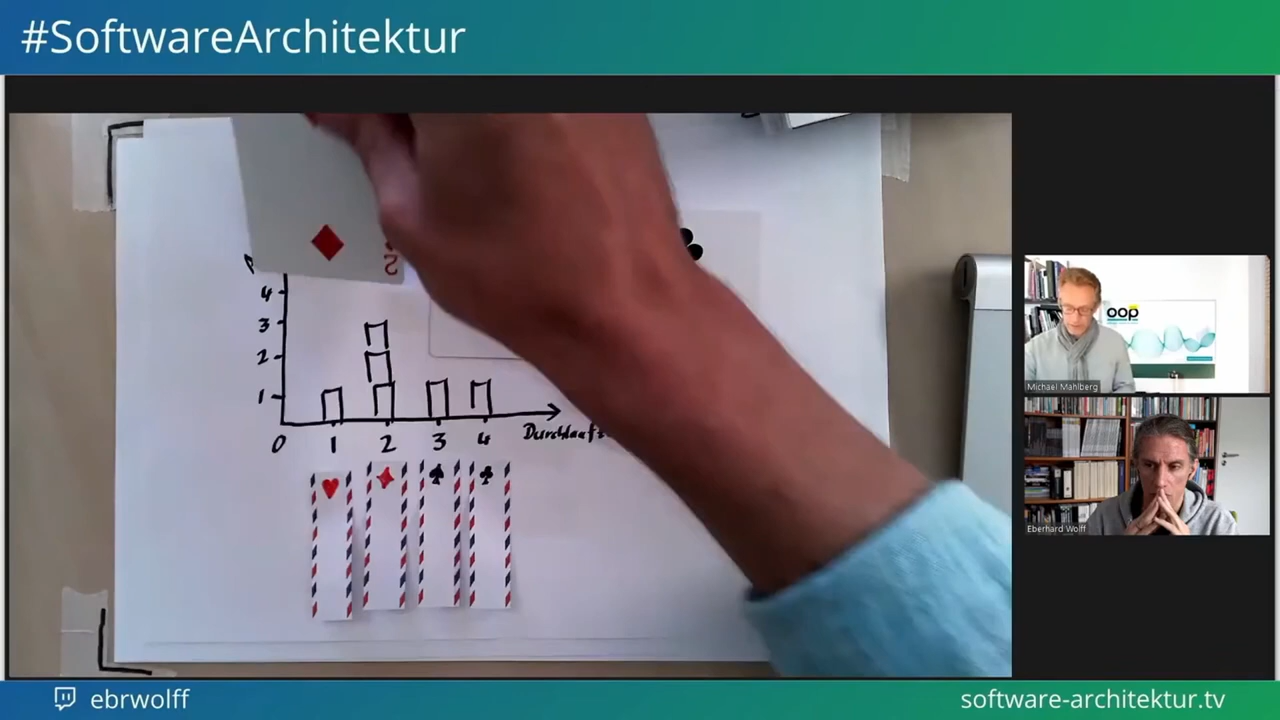 #SoftwareArchitektur
2
4
3
2
1
0 1 2 3 4
oop
Michael Mahlberg
Eberhard Wolff
ebrwolff
software-architektur.tv